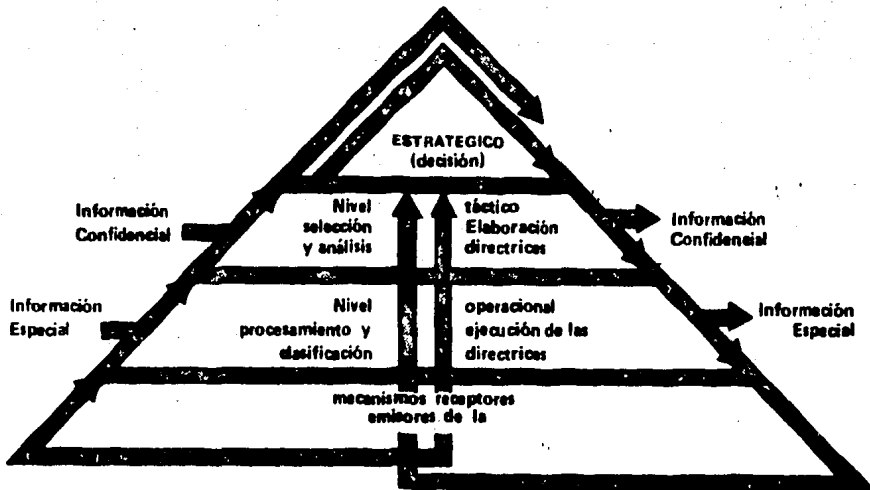 ESTRATEGICO
(decisión)
Información
Confidencial
Nivel
selección
y análisis
táctico
Elaboración
directrices
Información
Confidencial
Información
Especial
Nivel
procesamiento y
clasificación
operacional
ejecución de las
directrices
Información
Especial
mecanismos receptores
emisores de la